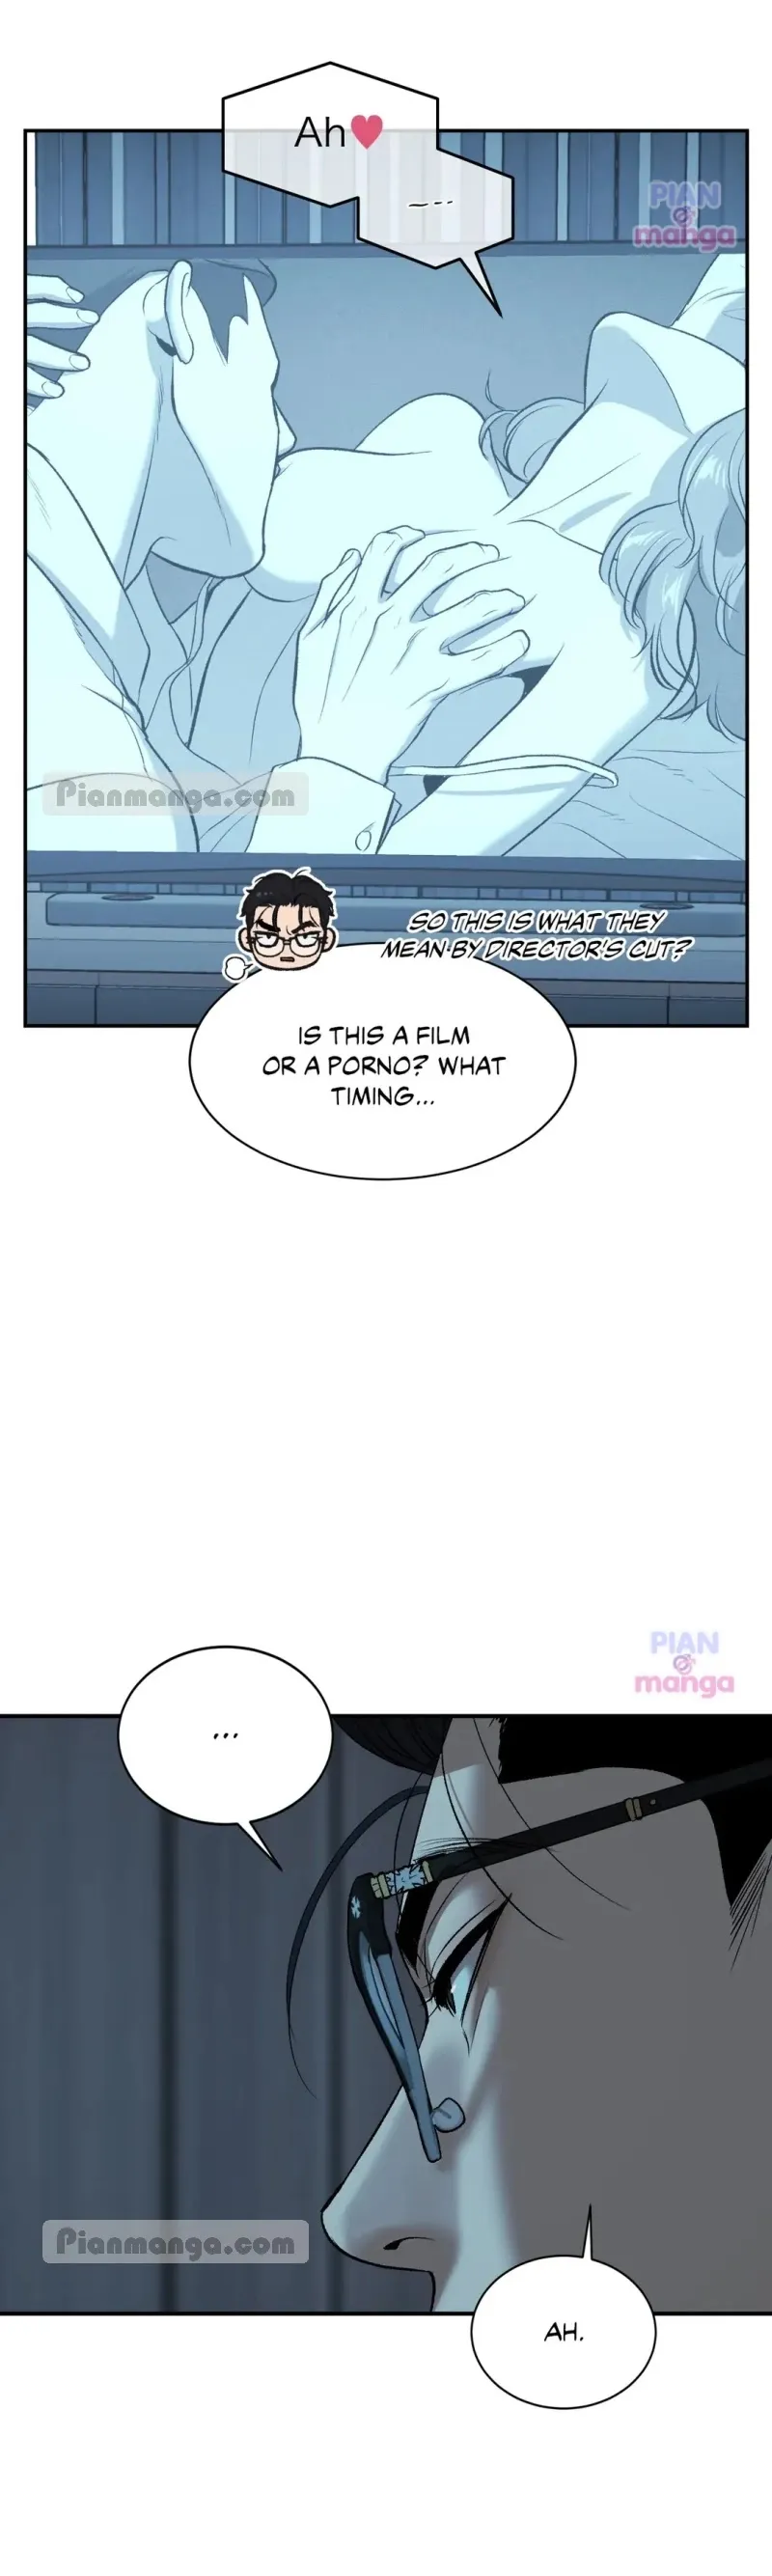 Ah♥
~---
PIAN
manga
Pianmanga.com
SO THIS IS WHAT THEY
MEAN BY DIRECTOR'S CUT?
IS THIS A FILM
OR A PORNO? WHAT
TIMING...
PIAN
manga
...
Pianmanga.com
AH.